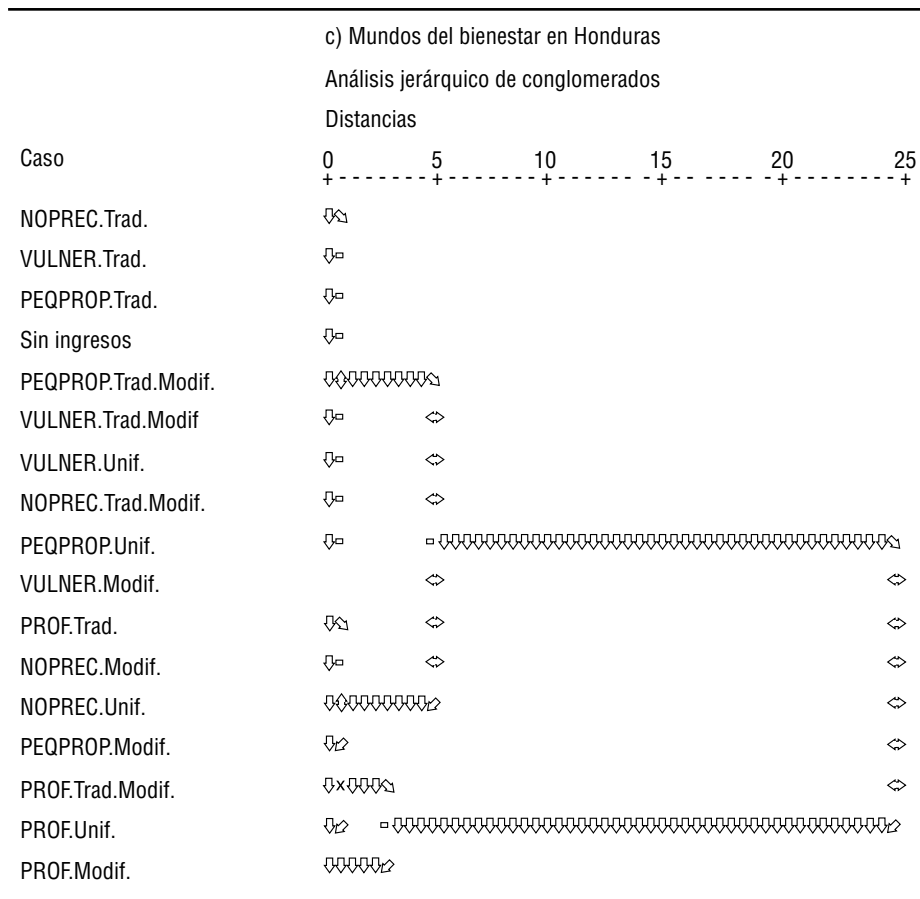 c) Mundos del bienestar en Honduras
Análisis jerárquico de conglomerados
Distancias
Caso 0 5 10 15 20 25
NOPREC.Trad.
VULNER.Trad.
PEQPROP.Trad.
Sin ingresos
PEQPROP.Trad.Modif.
VULNER.Trad.Modif
VULNER.Unif.
NOPREC.Trad.Modif.
PEQPROP.Unif.
VULNER.Modif.
PROF.Trad.
NOPREC.Modif.
NOPREC.Unif.
PEQPROP.Modif.
PROF.Trad.Modif. x
PROF.Unif.
PROF.Modif.